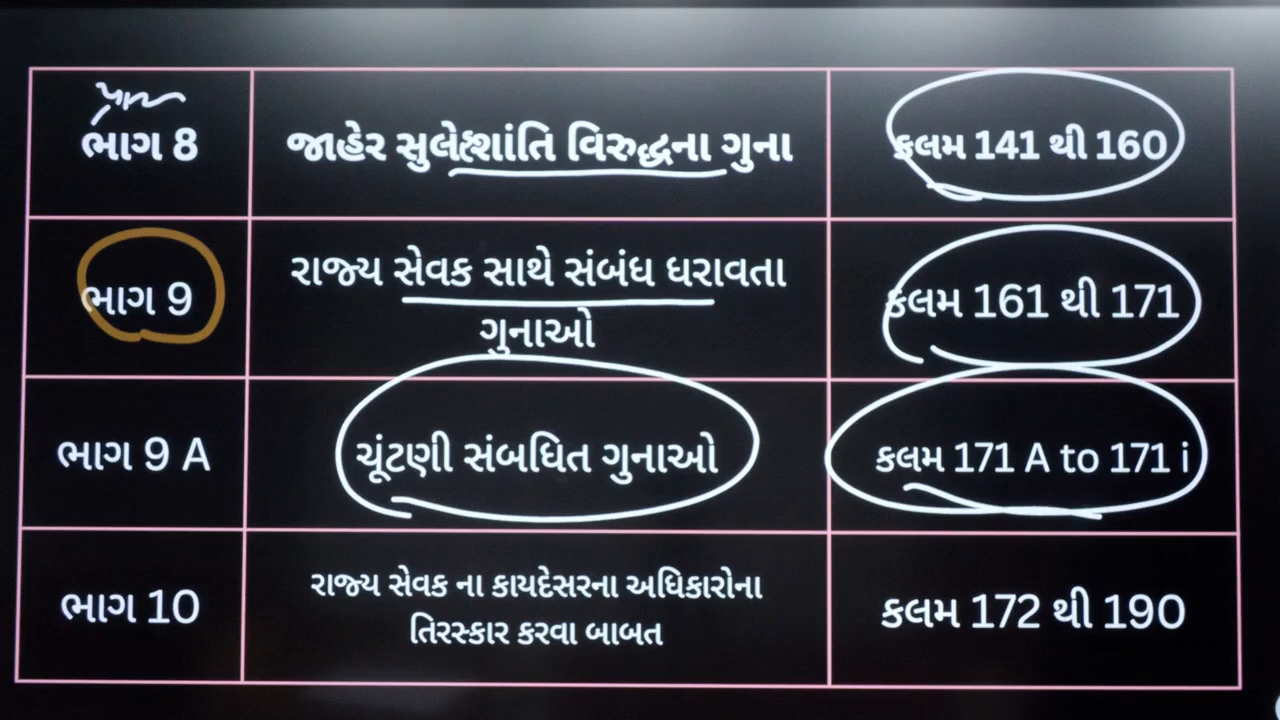 ભાગ 8
જાહેર સુલેહશાંતિ વિરુદ્ધના ગુના
કલમ 141 થી 160
ભાગ 9
રાજ્ય સેવક સાથે સંબંધ ધરાવતા
ગુનાઓ
કલમ 161 થી 171
ભાગ 9 A
ચૂંટણી સંબધિત ગુનાઓ
કલમ 171 A to 171 i
ભાગ 10
રાજ્ય સેવક ના કાયદેસરના અધિકારોના
તિરસ્કાર કરવા બાબત
કલમ 172 થી 190